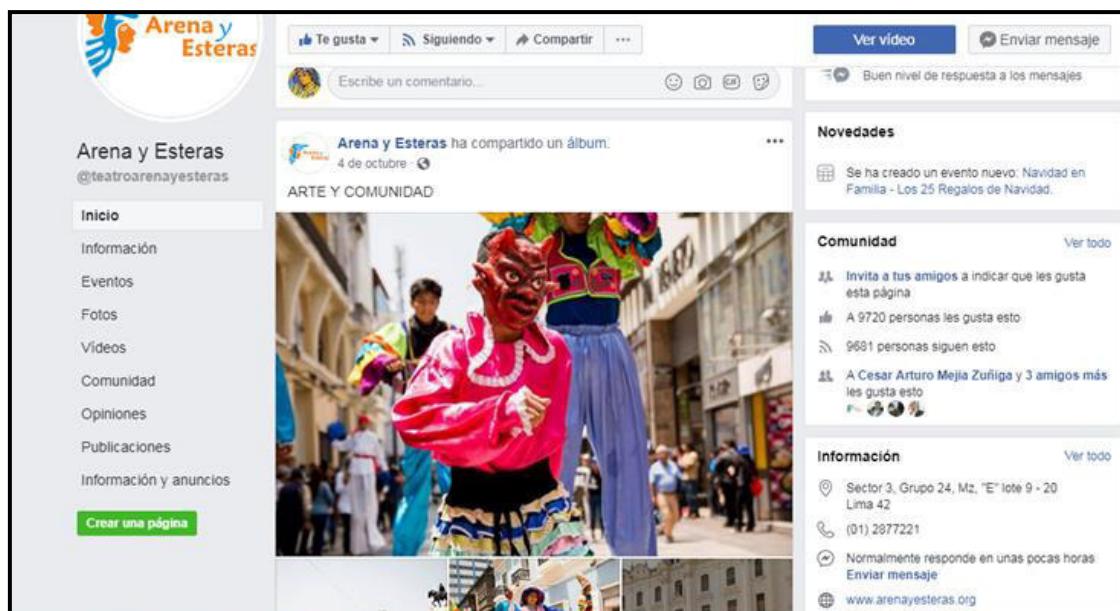 Arena y
Esteras
Te gusta
Siguiendo
Compartir
Ver vídeo
Enviar mensaje
Arena y Esteras
@teatroarenayesteras
Inicio
Información
Eventos
Fotos
Vídeos
Comunidad
Opiniones
Publicaciones
Información y anuncios
Crear una página
Escribe un comentario...
GIF
Arena y Esteras ha compartido un álbum.
4 de octubre
ARTE Y COMUNIDAD
Buen nivel de respuesta a los mensajes
Novedades
Se ha creado un evento nuevo: Navidad en
Familia - Los 25 Regalos de Navidad.
Comunidad
Ver todo
Invita a tus amigos a indicar que les gusta
esta página
A 9720 personas les gusta esto
9681 personas siguen esto
A Cesar Arturo Mejia Zuñiga y 3 amigos más
les gusta esto
Información
Ver todo
Sector 3, Grupo 24, Mz, "E" lote 9 - 20
Lima 42
(01) 2877221
Normalmente responde en unas pocas horas
Enviar mensaje
www.arenayesteras.org